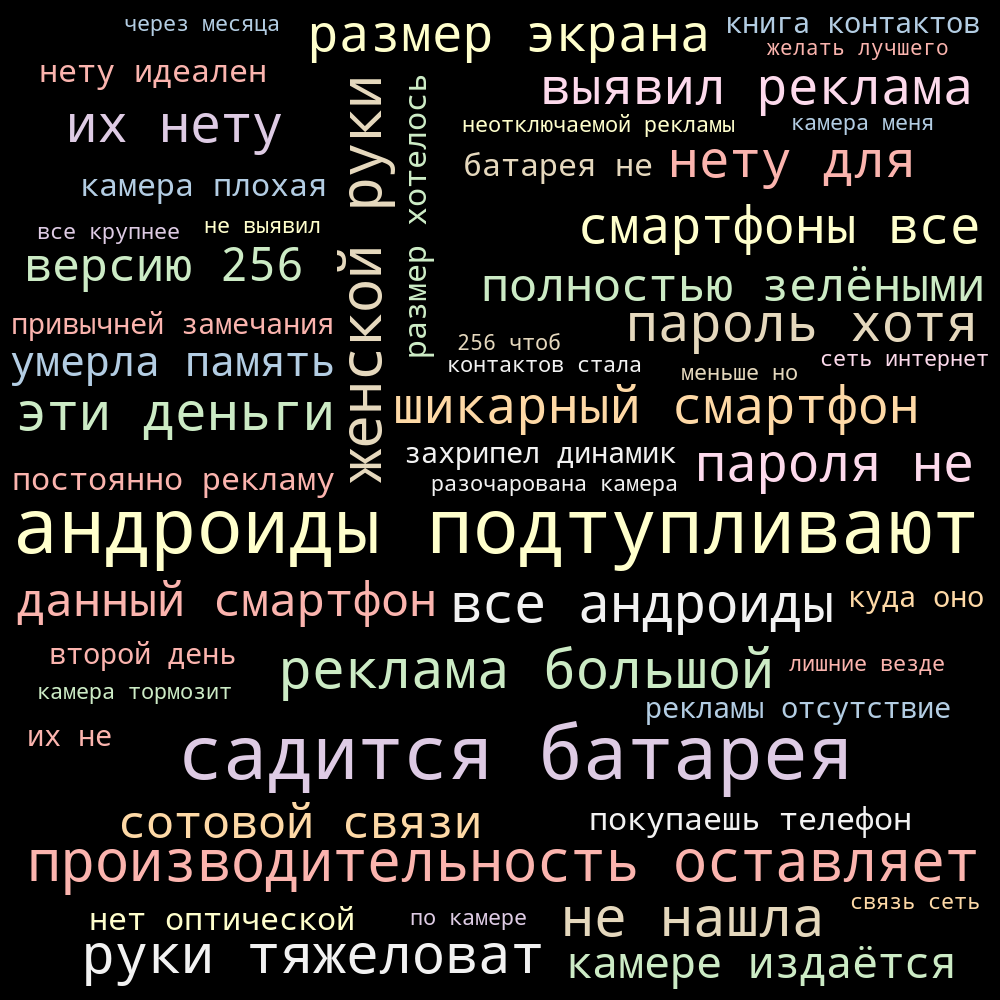 через месяца
размер экрана
книга контактов
желать лучшего
нету идеален
выявил реклама
их нету
женской руки
размер хотелось
неотключаемой рекламы
камера меня
батарея не
нету для
камера плохая
все крупнее
не выявил
смартфоны все
версию 256
полностью зелёными
привычней замечания
пароль хотя
256 чтоб
умерла память
контактов стала
сеть интернет
меньше но
эти деньги
шикарный смартфон
захрипел динамик
пароля не
постоянно рекламу
разочарована камера
андроиды подтупливают
данный смартфон
все андроиды
куда оно
второй день
реклама большой
лишние везде
камера тормозит
рекламы отсутствие
их не
садится батарея
сотовой связи
покупаешь телефон
производительность оставляет
нет оптической
по камере
не нашла
связь сеть
руки тяжеловат
камере издаётся